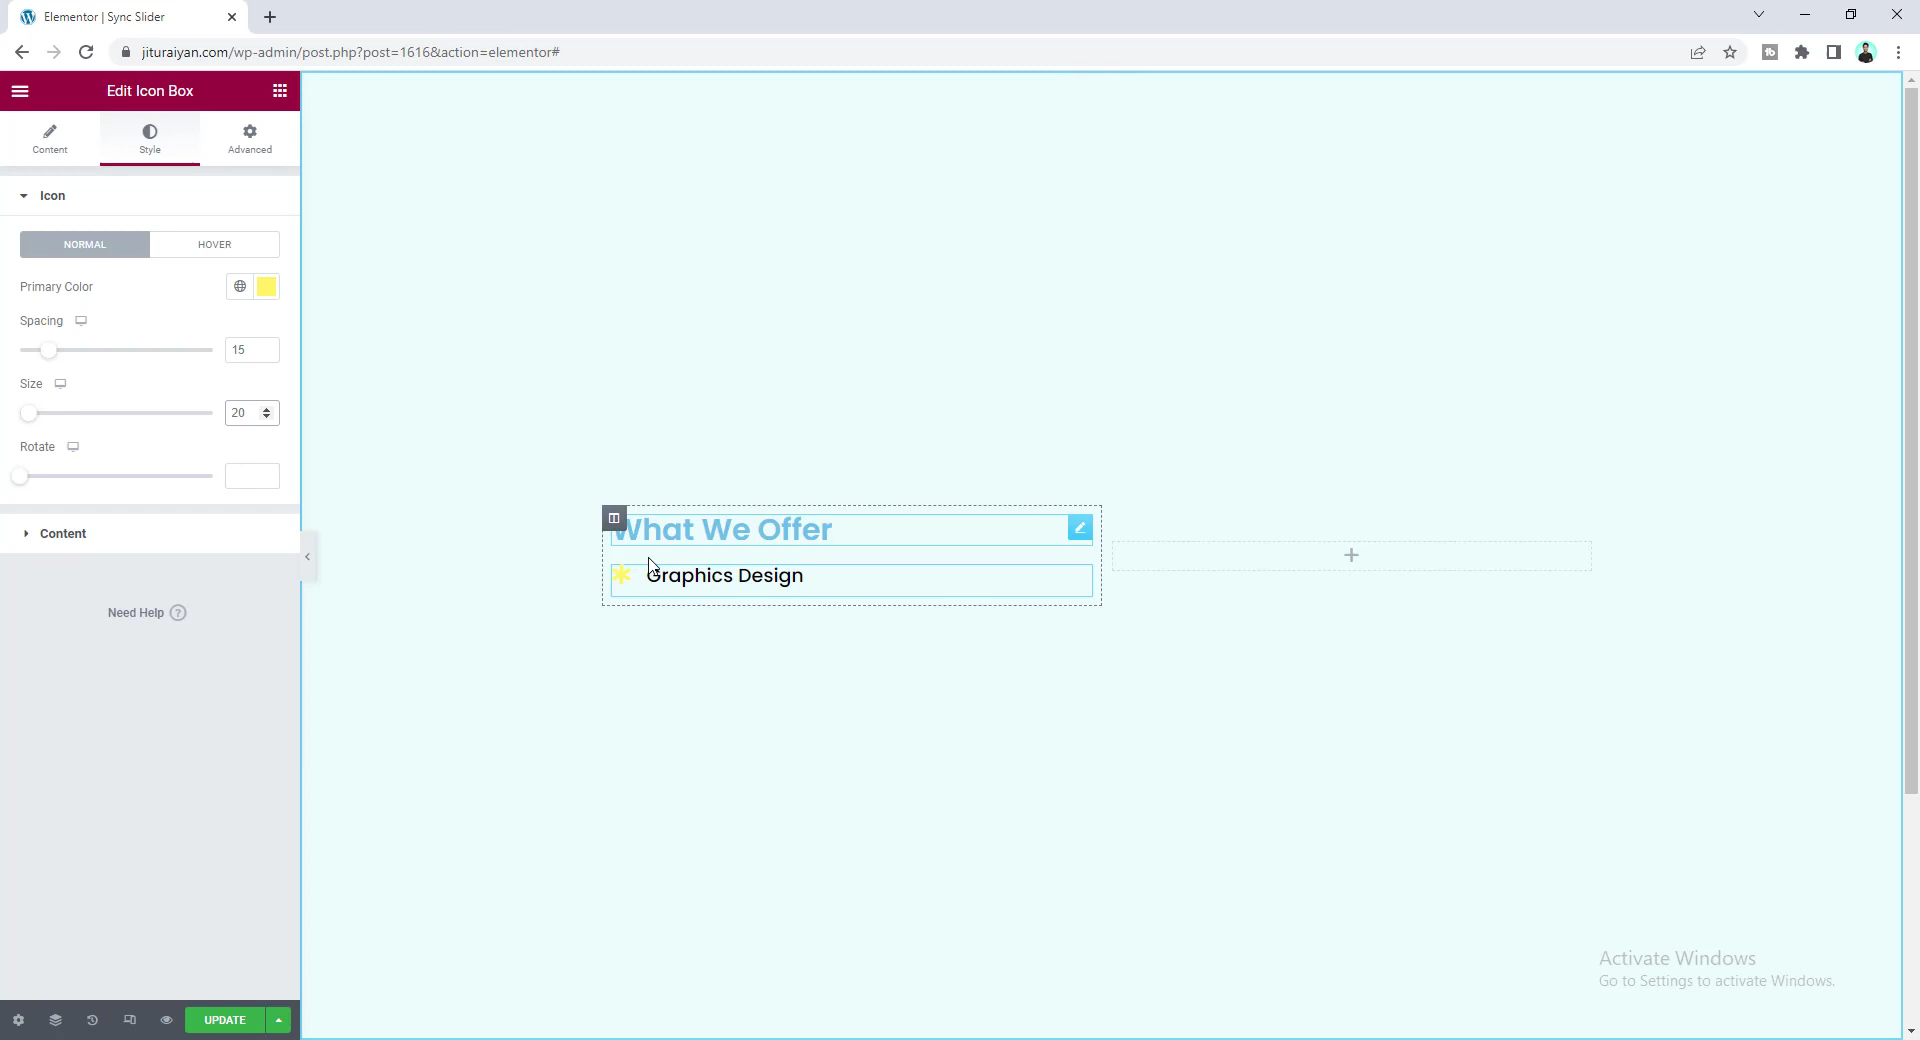 Elementor | Sync Slider
jituraiyan.com/wp-admin/post.php?post=1616&action=elementor#
Edit Icon Box
Content
Style
Advanced
Icon
NORMAL
HOVER
Primary Color
Spacing
15
Size
20
Rotate
Content
Need Help ?
UPDATE
What We Offer
Graphics Design
Activate Windows
Go to Settings to activate Windows.